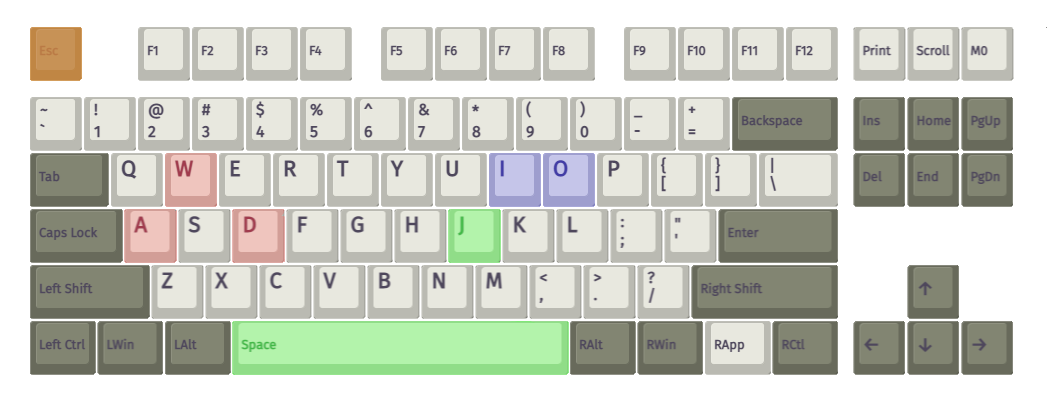 Esc F1 F2 F3 F4 F5 F6 F7 F8 F9 F10 F11 F12 Print Scroll M0
~ ! @ # $ % ^ & * ( ) _ +
` 1 2 3 4 5 6 7 8 9 0 - = Backspace Ins Home PgUp
Tab Q W E R T Y U I O P { } | Del End PgDn
[ ] \
Caps Lock A S D F G H J K L : " Enter
; '
Left Shift Z X C V B N M < > ? Right Shift ↑
, . /
Left Ctrl LWin LAlt Space RAlt RWin RApp RCtl ← ↓ →